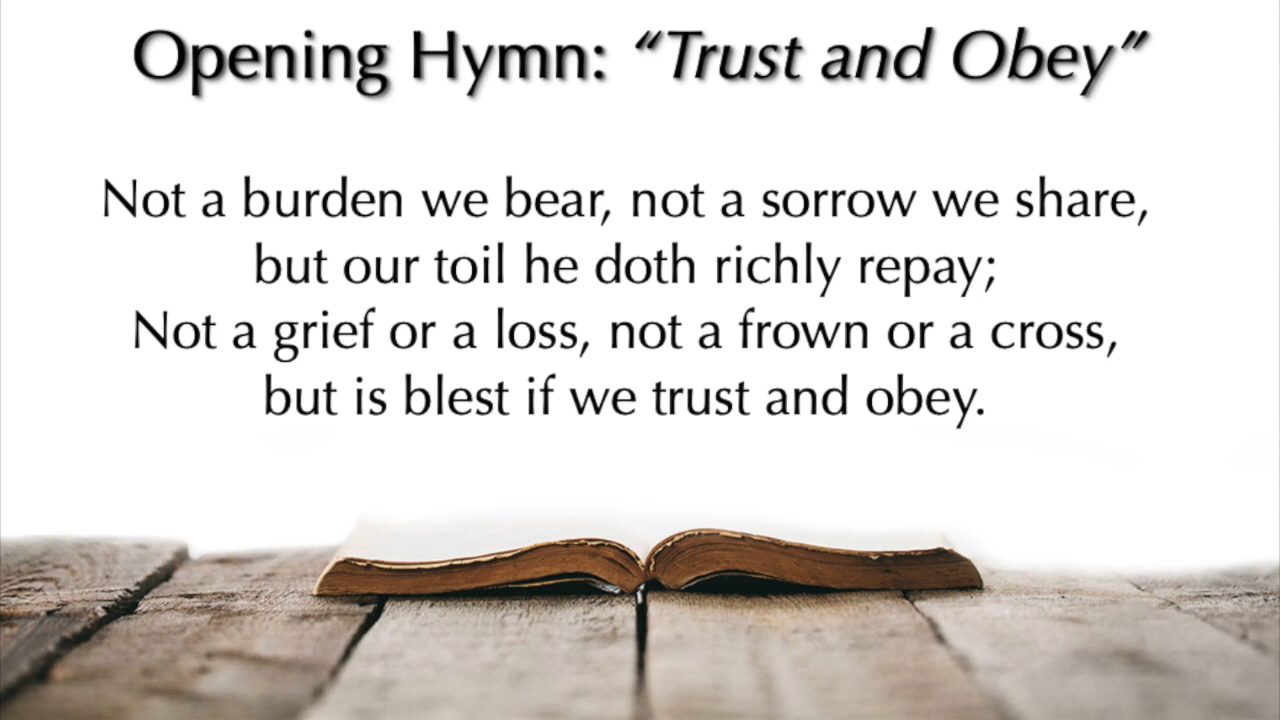 Opening Hymn: “Trust and Obey”
Not a burden we bear, not a sorrow we share,
but our toil he doth richly repay;
Not a grief or a loss, not a frown or a cross,
but is blest if we trust and obey.